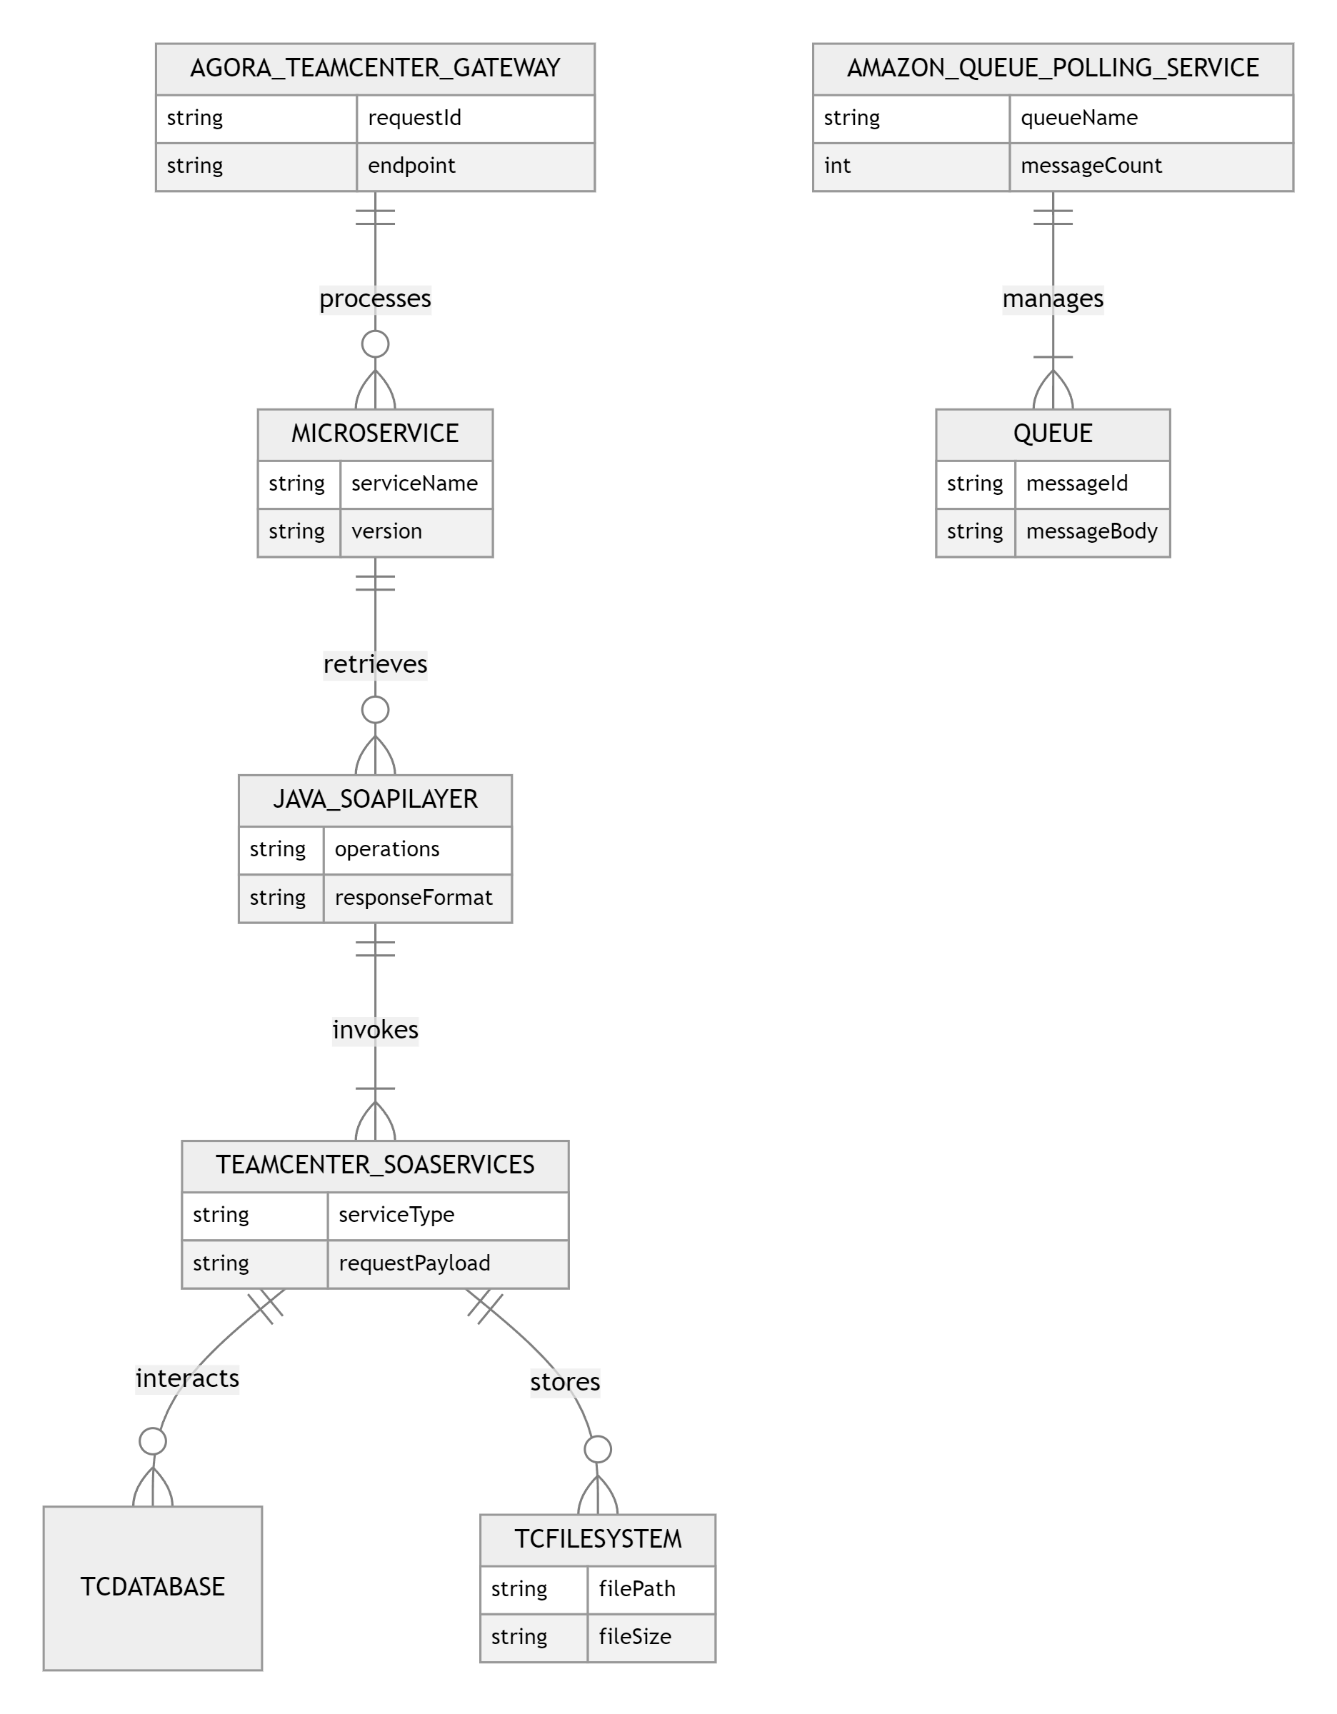 AGORA_TEAMCENTER_GATEWAY
string requestId
string endpoint
processes
MICROSERVICE
string serviceName
string version
retrieves
JAVA_SOAPILAYER
string operations
string responseFormat
invokes
TEAMCENTER_SOASERVICES
string serviceType
string requestPayload
interacts
stores
TCDATABASE
TCFILESYSTEM
string filePath
string fileSize
AMAZON_QUEUE_POLLING_SERVICE
string queueName
int messageCount
manages
QUEUE
string messageId
string messageBody